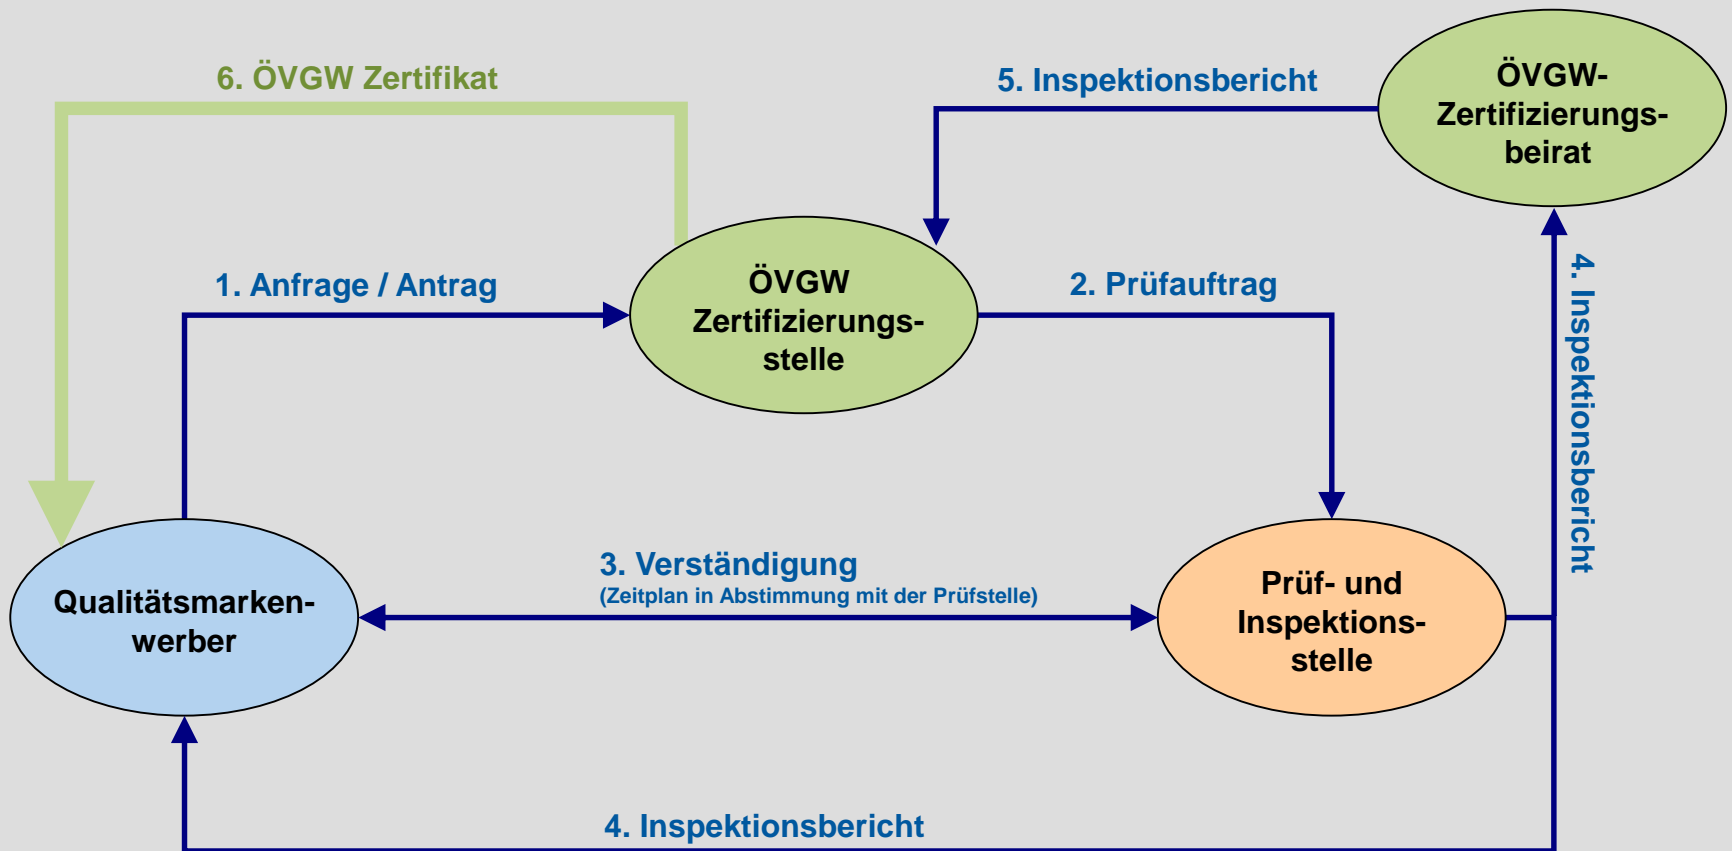 6. ÖVGW Zertifikat
5. Inspektionsbericht
ÖVGW-
Zertifizierungs-
beirat
1. Anfrage / Antrag
ÖVGW
Zertifizierungs-
stelle
2. Prüfauftrag
4. Inspektionsbericht
Qualitätsmarken-
werber
3. Verständigung
(Zeitplan in Abstimmung mit der Prüfstelle)
Prüf- und
Inspektions-
stelle
4. Inspektionsbericht